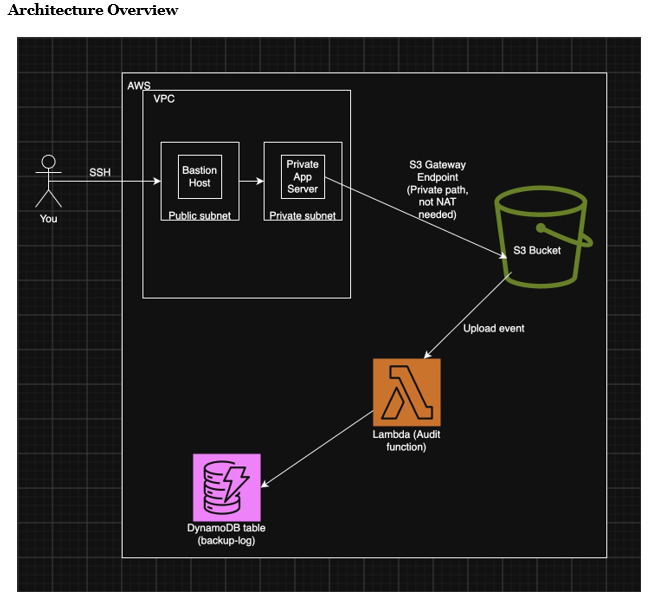 Architecture Overview
AWS
VPC
SSH
You
Bastion
Host
Public subnet
Private
App
Server
Private subnet
S3 Gateway
Endpoint
(Private path,
not NAT
needed)
S3 Bucket
Upload event
Lambda (Audit
function)
DynamoDB table
(backup-log)